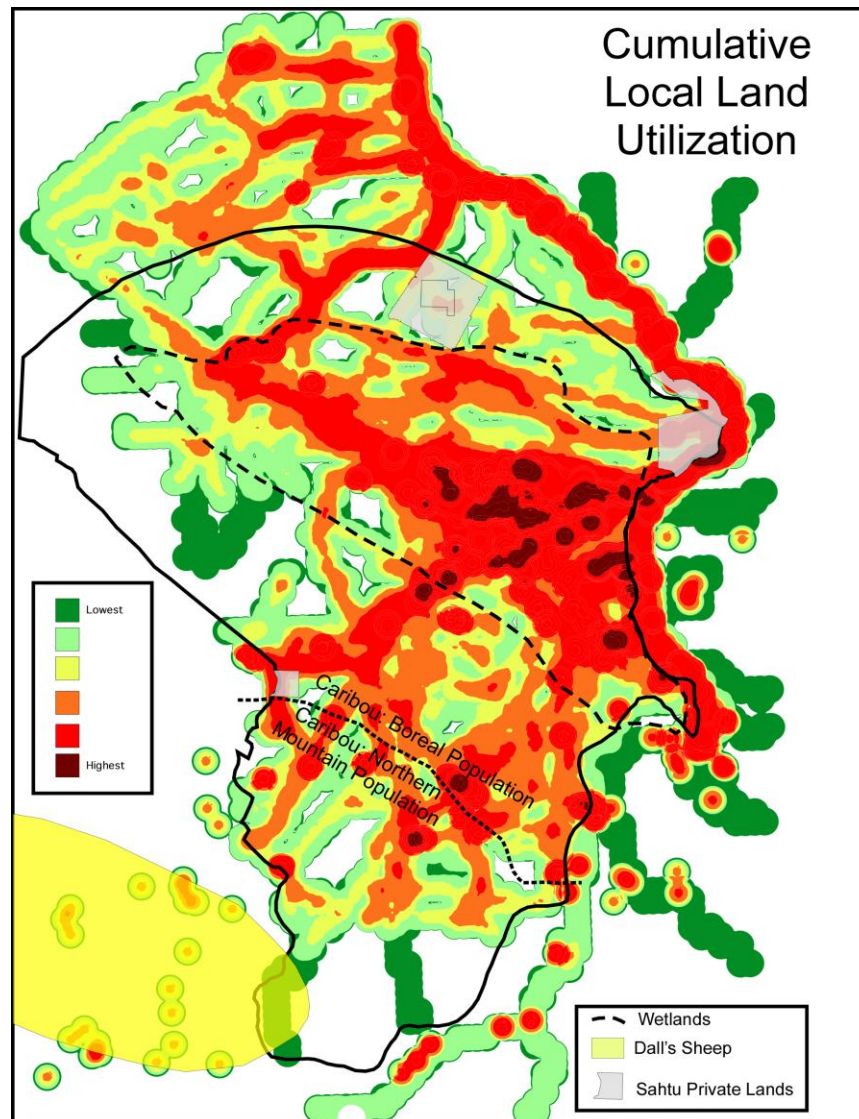 Cumulative
Local Land
Utilization
Lowest
Highest
Caribou: Boreal Population
Caribou: Northern
Mountain Population
Wetlands
Dall's Sheep
Sahtu Private Lands